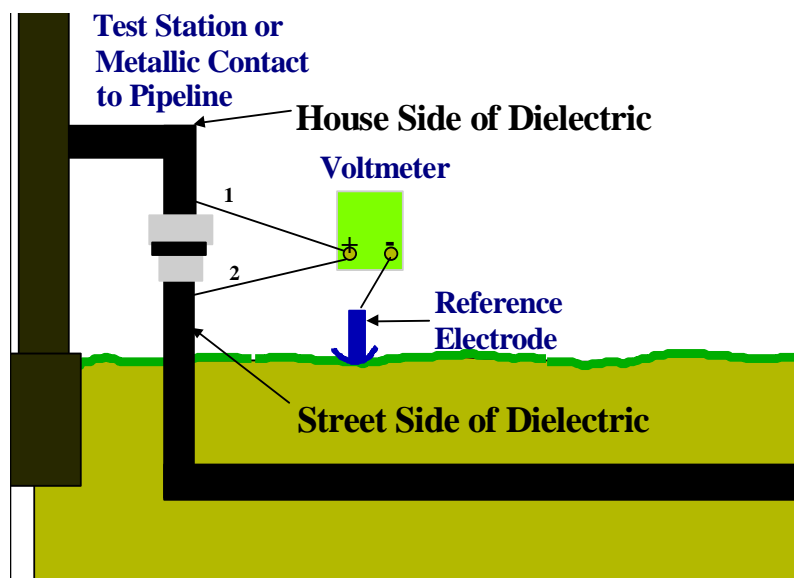 Test Station or
Metallic Contact
to Pipeline
House Side of Dielectric
Voltmeter
1
+ -
2
Reference
Electrode
Street Side of Dielectric